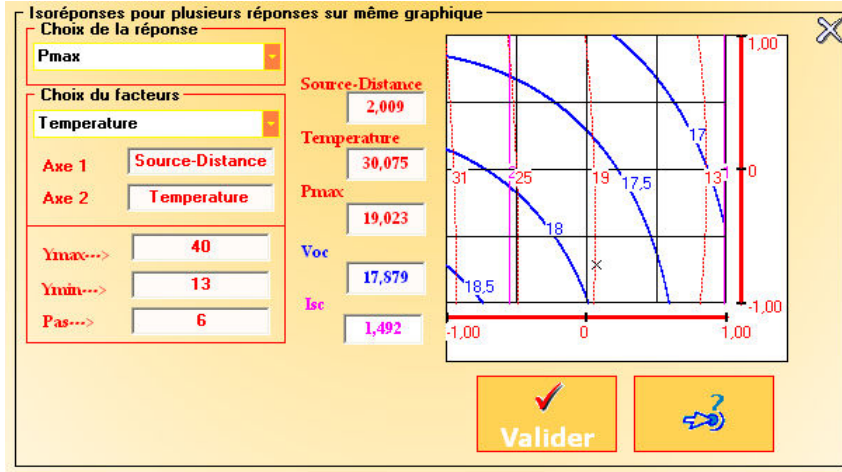 Isoréponses pour plusieurs réponses sur même graphique
Choix de la réponse
Pmax
Choix du facteurs
Temperature
Axe 1 Source-Distance
Axe 2 Temperature
Ymax---> 40
Ymin---> 13
Pas---> 6
Source-Distance
2,009
Temperature
30,075
Pmax
19,023
Voc
17,879
Isc
1,492
1,00
17
0
31
25
19
17,5
13
18
18,5
-1,00
-1,00
0
1,00
Valider
?